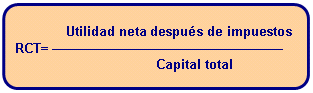 Utilidad neta después de impuestos
RCT=
Capital total